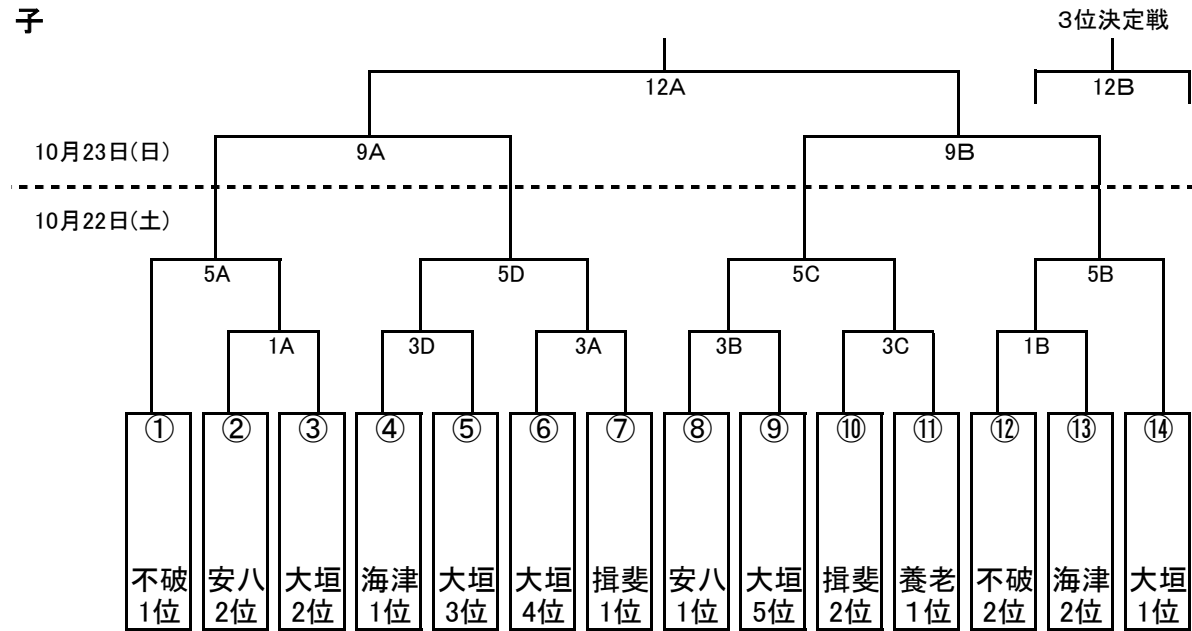 子
３位決定戦
12A
12B
10月23日(日)
9A
9B
10月22日(土)
5A
5D
5C
5B
1A
3D
3A
3B
3C
1B
①
②
③
④
⑤
⑥
⑦
⑧
⑨
⑩
⑪
⑫
⑬
⑭
不破
1位
安八
2位
大垣
2位
海津
1位
大垣
3位
大垣
4位
揖斐
1位
安八
1位
大垣
5位
揖斐
2位
養老
１位
不破
2位
海津
2位
大垣
1位